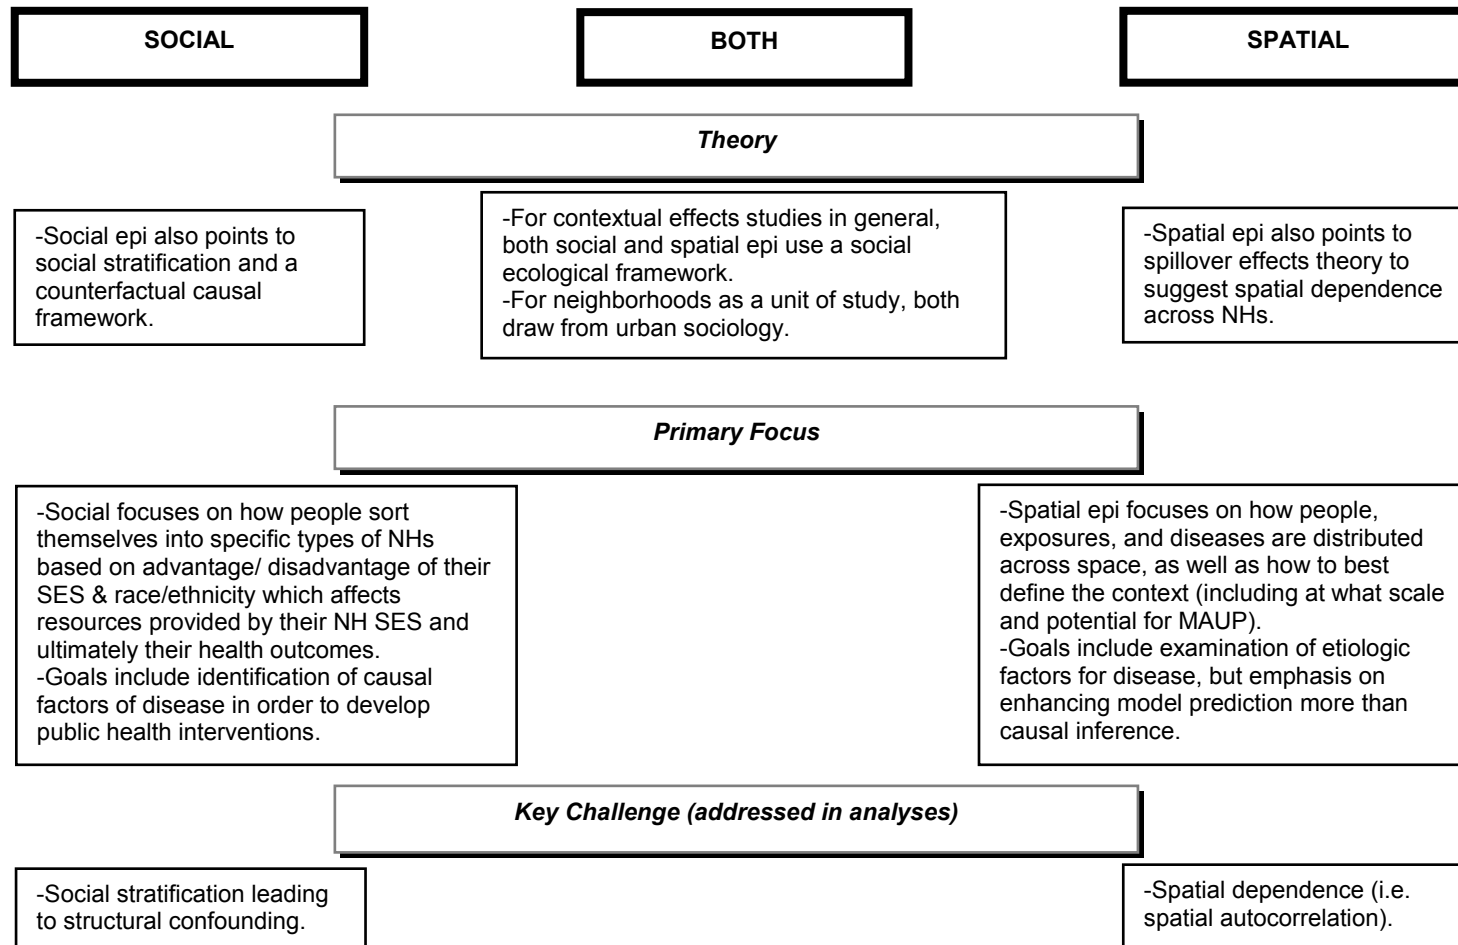 SOCIAL
BOTH
SPATIAL
Theory
-Social epi also points to
social stratification and a
counterfactual causal
framework.
-For contextual effects studies in general,
both social and spatial epi use a social
ecological framework.
-For neighborhoods as a unit of study, both
draw from urban sociology.
-Spatial epi also points to
spillover effects theory to
suggest spatial dependence
across NHs.
Primary Focus
-Social focuses on how people sort
themselves into specific types of NHs
based on advantage/ disadvantage of their
SES & race/ethnicity which affects
resources provided by their NH SES and
ultimately their health outcomes.
-Goals include identification of causal
factors of disease in order to develop
public health interventions.
-Spatial epi focuses on how people,
exposures, and diseases are distributed
across space, as well as how to best
define the context (including at what scale
and potential for MAUP).
-Goals include examination of etiologic
factors for disease, but emphasis on
enhancing model prediction more than
causal inference.
Key Challenge (addressed in analyses)
-Social stratification leading
to structural confounding.
-Spatial dependence (i.e.
spatial autocorrelation).